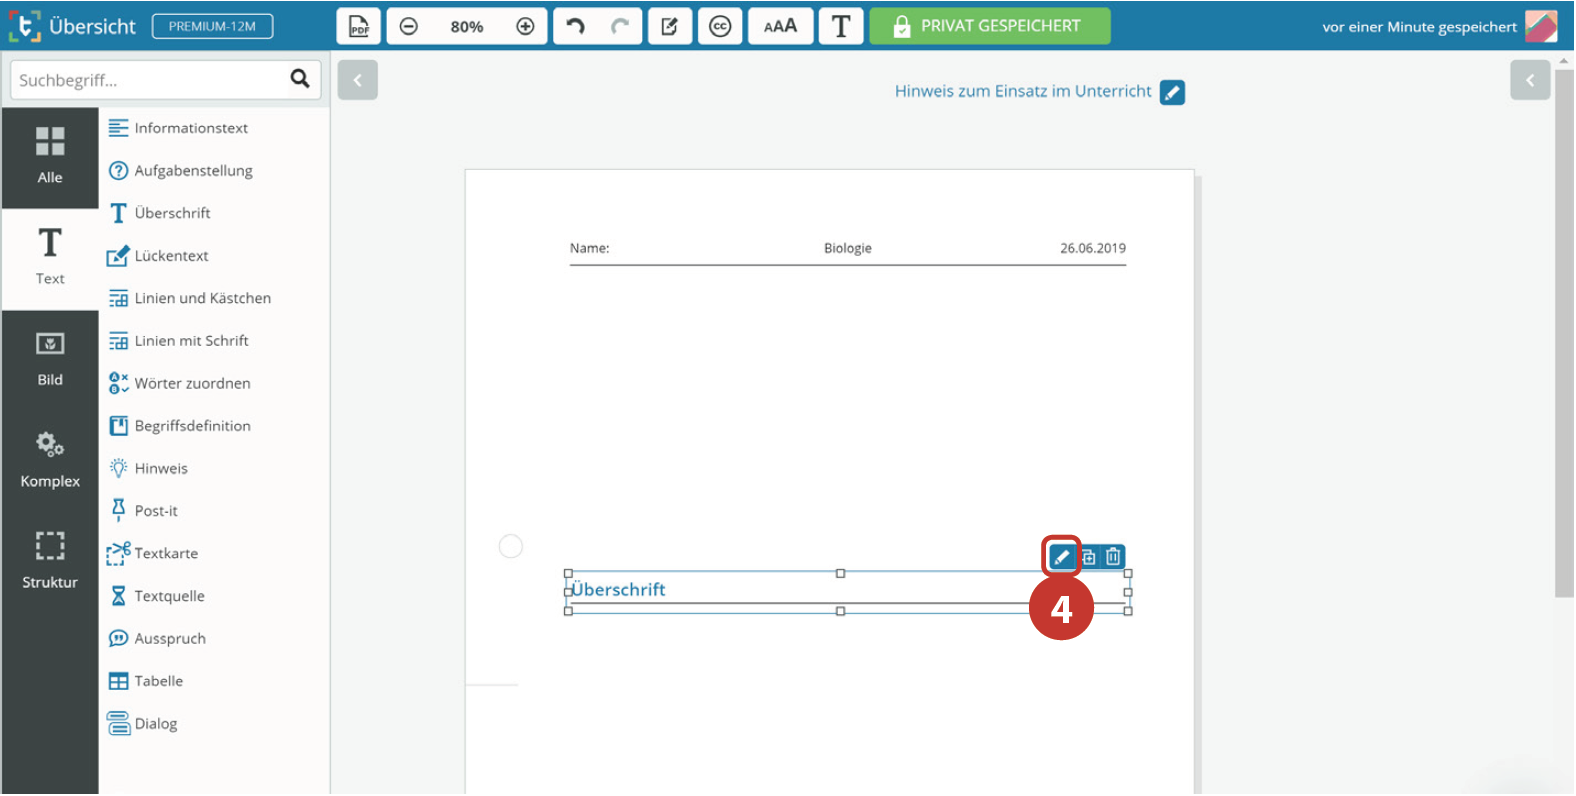 Übersicht PREMIUM-12M PDF 80% cc AAA T PRIVAT GESPEICHERT vor einer Minute gespeichert
Suchbegriff...
Hinweis zum Einsatz im Unterricht
Alle
Text
Bild
Komplex
Struktur
Informationstext
Aufgabenstellung
Überschrift
Lückentext
Linien und Kästchen
Linien mit Schrift
Wörter zuordnen
Begriffsdefinition
Hinweis
Post-it
Textkarte
Textquelle
Ausspruch
Tabelle
Dialog
Name: Biologie 26.06.2019
Überschrift
4